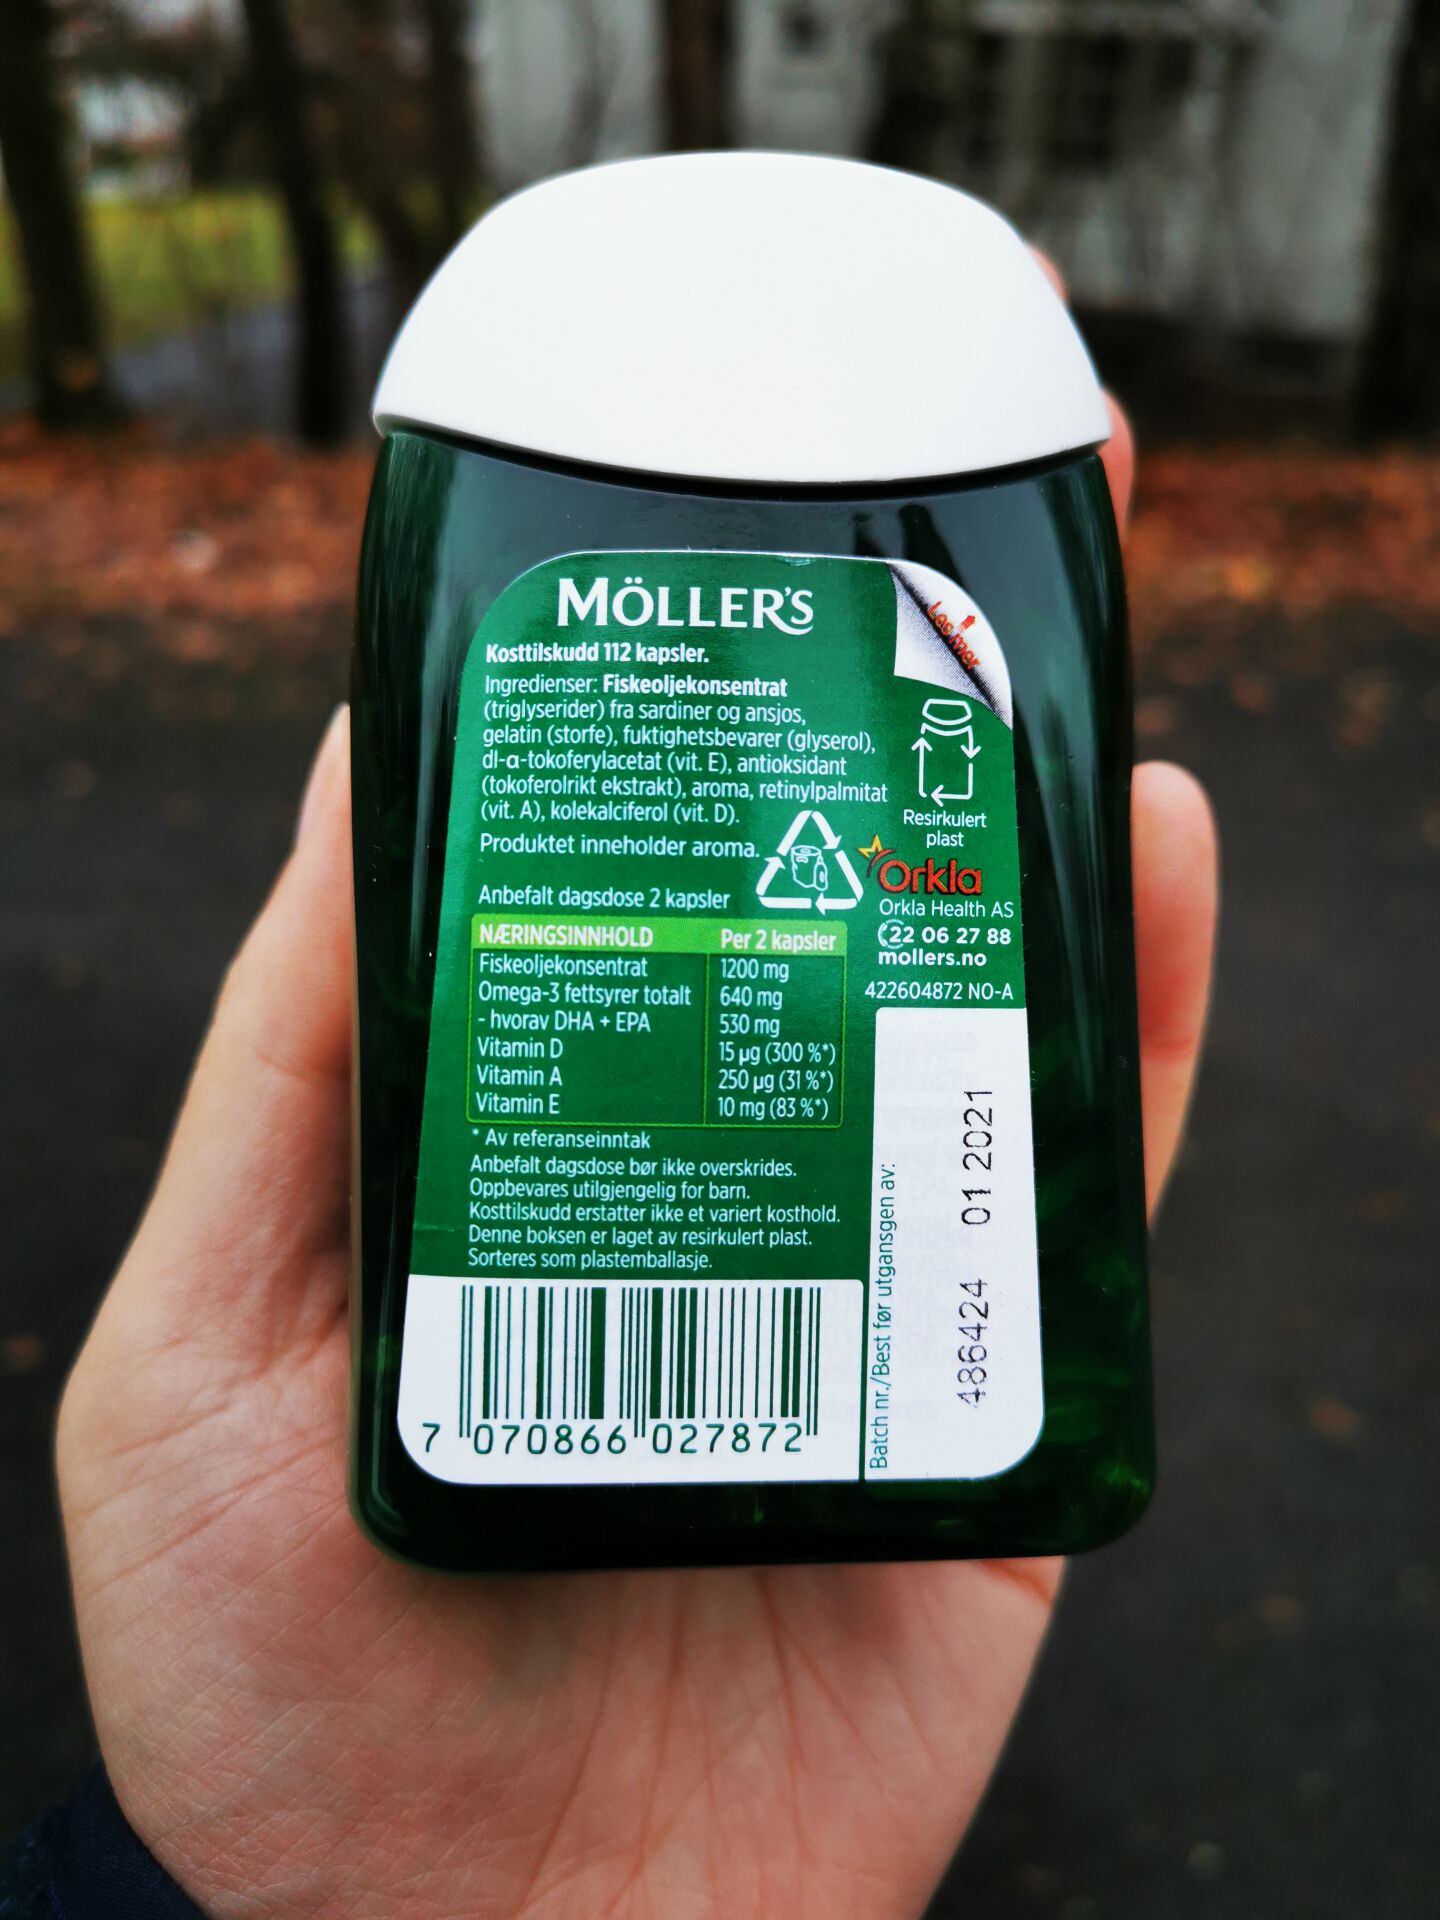 MÖLLER'S
Kosttilskudd 112 kapsler.
Ingredienser: Fiskeoljekonsentrat
(triglyserider) fra sardiner og ansjos,
gelatin (storfe), fuktighetsbevarer (glyserol),
dl-α-tokoferylacetat (vit. E), antioksidant
(tokoferolrikt ekstrakt), aroma, retinylpalmitat
(vit. A), kolekalciferol (vit. D).
Produktet inneholder aroma.
Anbefalt dagsdose 2 kapsler
NÆRINGSINNHOLD Per 2 kapsler
Fiskeoljekonsentrat 1200 mg
Omega-3 fettsyrer totalt 640 mg
- hvorav DHA + EPA 530 mg
Vitamin D 15 µg (300 %*)
Vitamin A 250 µg (31 %*)
Vitamin E 10 mg (83 %*)
* Av referanseinntak
Anbefalt dagsdose bør ikke overskrides.
Oppbevares utilgjengelig for barn.
Kosttilskudd erstatter ikke et variert kosthold.
Denne boksen er laget av resirkulert plast.
Sorteres som plastemballasje.
7 070866 027872
Les mer
Resirkulert
plast
Orkla
Orkla Health AS
22 06 27 88
mollers.no
422604872 NO-A
Batch nr./Best før utgansgen av:
486424 01 2021